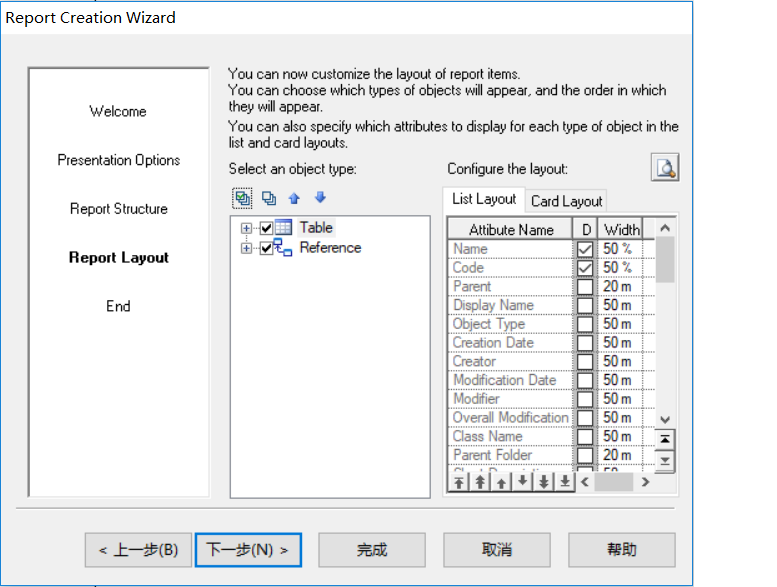 Report Creation Wizard
Welcome
Presentation Options
Report Structure
Report Layout
End
You can now customize the layout of report items.
You can choose which types of objects will appear, and the order in which
they will appear.
You can also specify which attributes to display for each type of object in the
list and card layouts.
Select an object type:
Table
Reference
Configure the layout:
List Layout Card Layout
Attibute Name D Width
Name 50 %
Code 50 %
Parent 20 m
Display Name 50 m
Object Type 50 m
Creation Date 50 m
Creator 50 m
Modification Date 50 m
Modifier 50 m
Overall Modification 50 m
Class Name 50 m
Parent Folder 20 m
< 上一步(B) 下一步(N) > 完成 取消 帮助